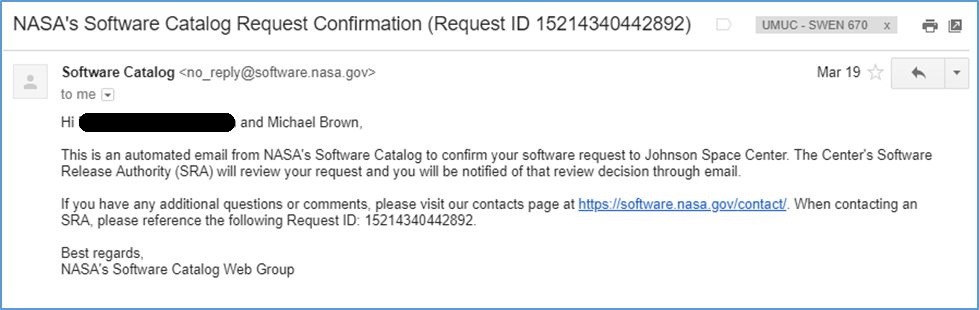 NASA's Software Catalog Request Confirmation (Request ID 15214340442892) UMUC - SWEN 670 x
Software Catalog <no_reply@software.nasa.gov> Mar 19
to me
Hi and Michael Brown,
This is an automated email from NASA's Software Catalog to confirm your software request to Johnson Space Center. The Center's Software
Release Authority (SRA) will review your request and you will be notified of that review decision through email.
If you have any additional questions or comments, please visit our contacts page at https://software.nasa.gov/contact/. When contacting an
SRA, please reference the following Request ID: 15214340442892.
Best regards,
NASA's Software Catalog Web Group